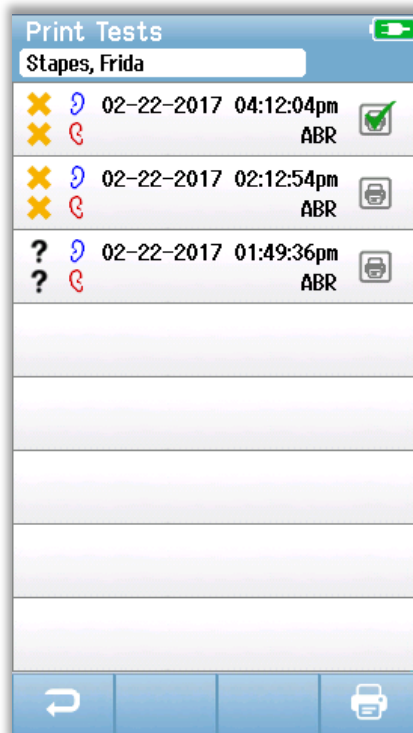 Print Tests
Stapes, Frida
02-22-2017 04:12:04pm
ABR
02-22-2017 02:12:54pm
ABR
? 02-22-2017 01:49:36pm
? ABR